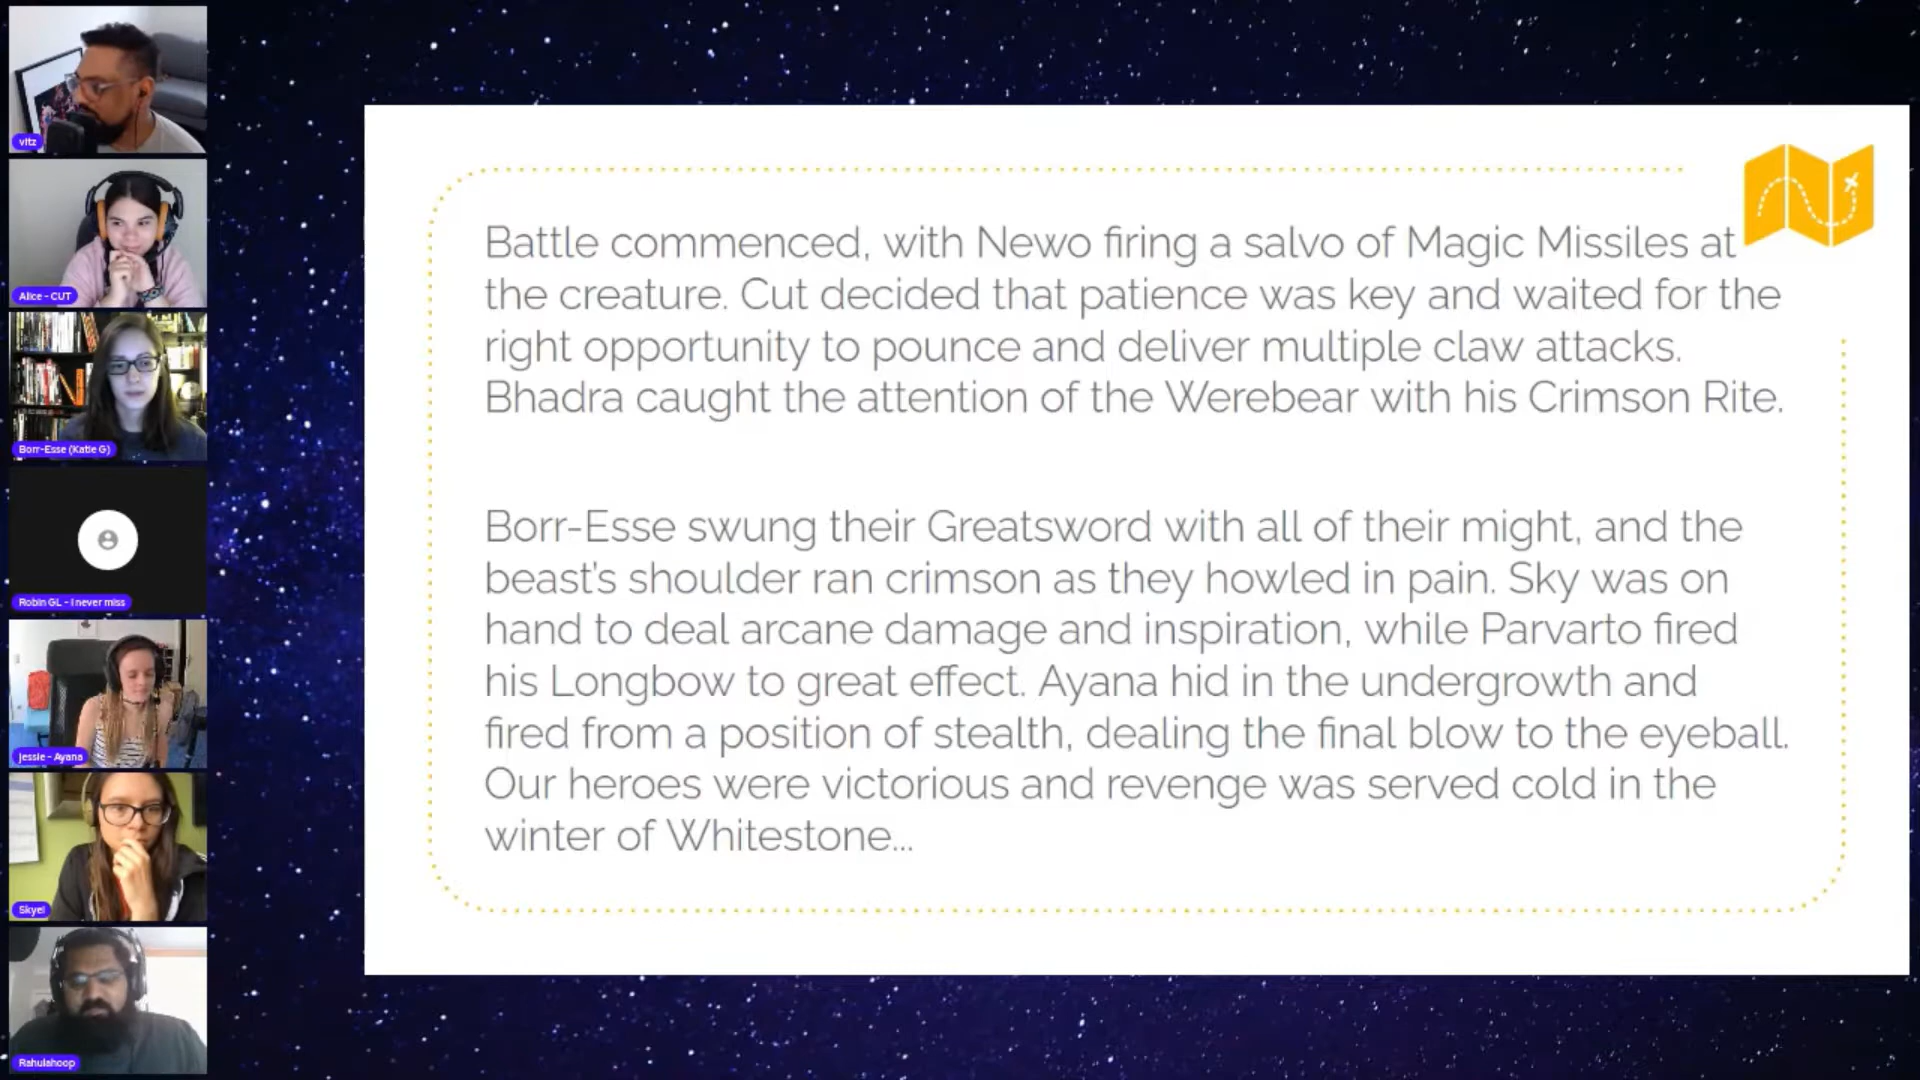 vitz
Alice - CUT
Borr-Esse (Katie G)
Robin GL - I never miss
jessie - Ayana
Skye!
Rahulahoop
Battle commenced, with Newo firing a salvo of Magic Missiles at
the creature. Cut decided that patience was key and waited for the
right opportunity to pounce and deliver multiple claw attacks.
Bhadra caught the attention of the Werebear with his Crimson Rite.
Borr-Esse swung their Greatsword with all of their might, and the
beast's shoulder ran crimson as they howled in pain. Sky was on
hand to deal arcane damage and inspiration, while Parvarto fired
his Longbow to great effect. Ayana hid in the undergrowth and
fired from a position of stealth, dealing the final blow to the eyeball.
Our heroes were victorious and revenge was served cold in the
winter of Whitestone...